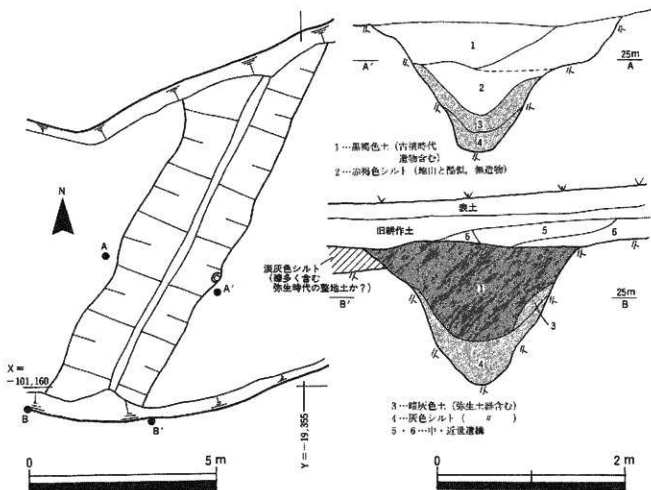 N
A
A'
X=
-101,160
B
B'
Y=-19,355
0 5 m
1
2
3
4
A'
25m
A
1…黒褐色土(古墳時代
遺物含む)
2…赤褐色シルト(地山と酷似,無遺物)
表土
旧耕作土
6
5
6
淡灰色シルト
(礫多く含む
弥生時代の整地土か?)
B'
25m
B
3
4
3…暗灰色土(弥生土器含む)
4…灰色シルト( 〃 )
5・6…中・近世遺構
0 2 m